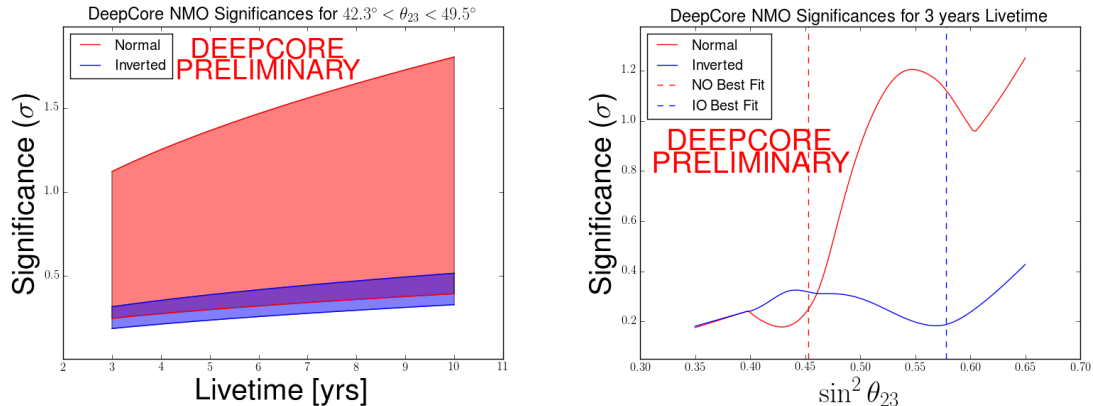 DeepCore NMO Significances for 42.3° < θ₂₃ < 49.5°
Normal
Inverted
DEEPCORE
PRELIMINARY
Significance (σ)
1.5
1.0
0.5
2 3 4 5 6 7 8 9 10 11
Livetime [yrs]
DeepCore NMO Significances for 3 years Livetime
Normal
Inverted
NO Best Fit
IO Best Fit
DEEPCORE
PRELIMINARY
Significance (σ)
1.2
1.0
0.8
0.6
0.4
0.2
0.30 0.35 0.40 0.45 0.50 0.55 0.60 0.65 0.70
sin² θ₂₃